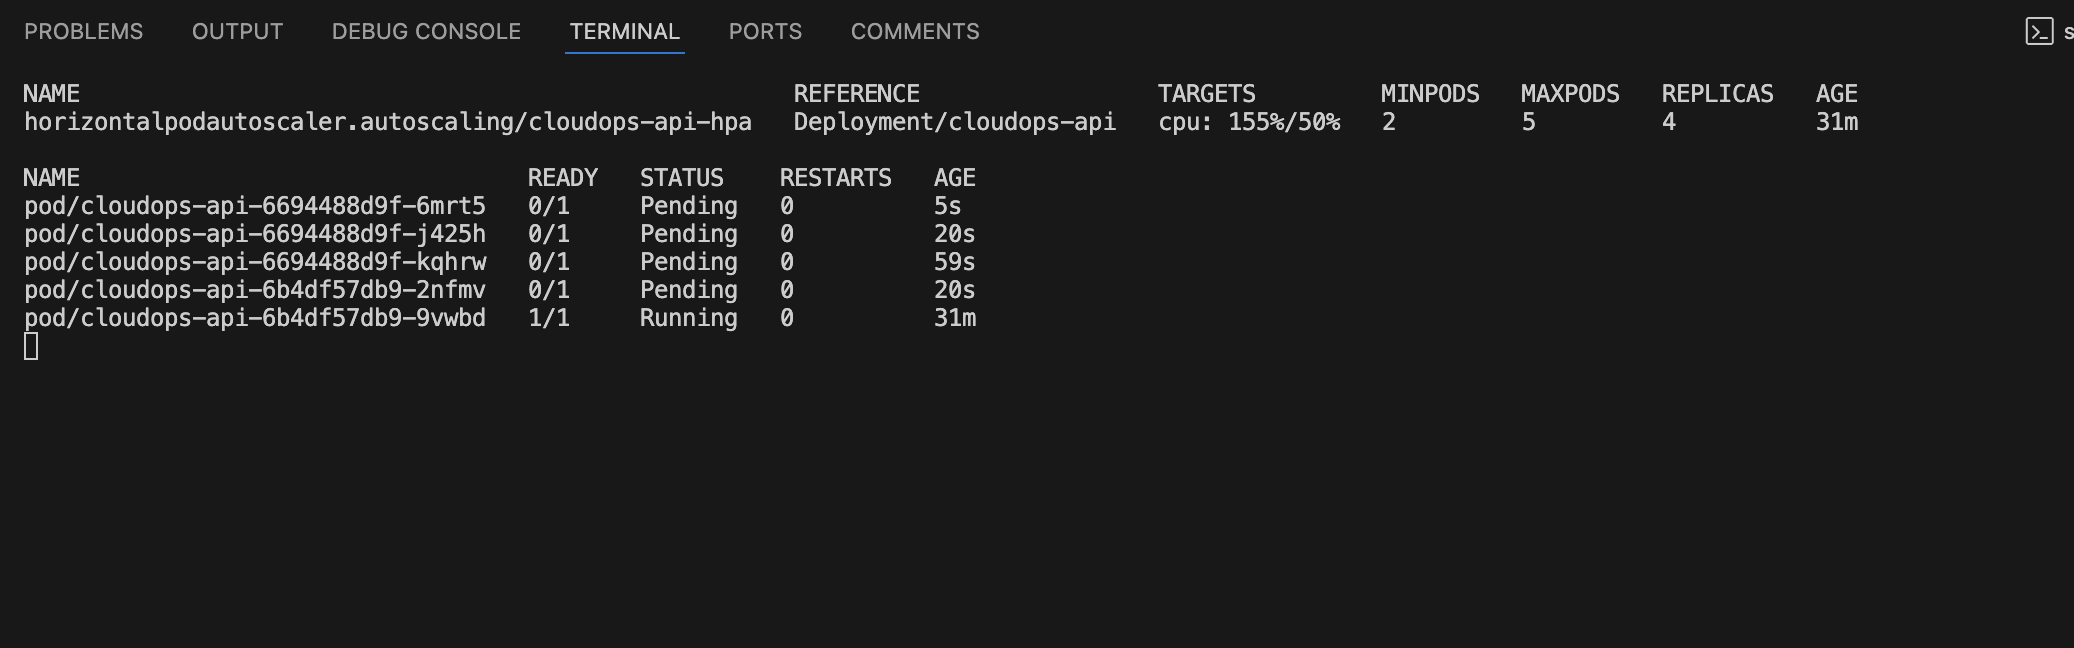 PROBLEMS OUTPUT DEBUG CONSOLE TERMINAL PORTS COMMENTS s
NAME REFERENCE TARGETS MINPODS MAXPODS REPLICAS AGE
horizontalpodautoscaler.autoscaling/cloudops-api-hpa Deployment/cloudops-api cpu: 155%/50% 2 5 4 31m
NAME READY STATUS RESTARTS AGE
pod/cloudops-api-6694488d9f-6mrt5 0/1 Pending 0 5s
pod/cloudops-api-6694488d9f-j425h 0/1 Pending 0 20s
pod/cloudops-api-6694488d9f-kqhrw 0/1 Pending 0 59s
pod/cloudops-api-6b4df57db9-2nfmv 0/1 Pending 0 20s
pod/cloudops-api-6b4df57db9-9vwbd 1/1 Running 0 31m